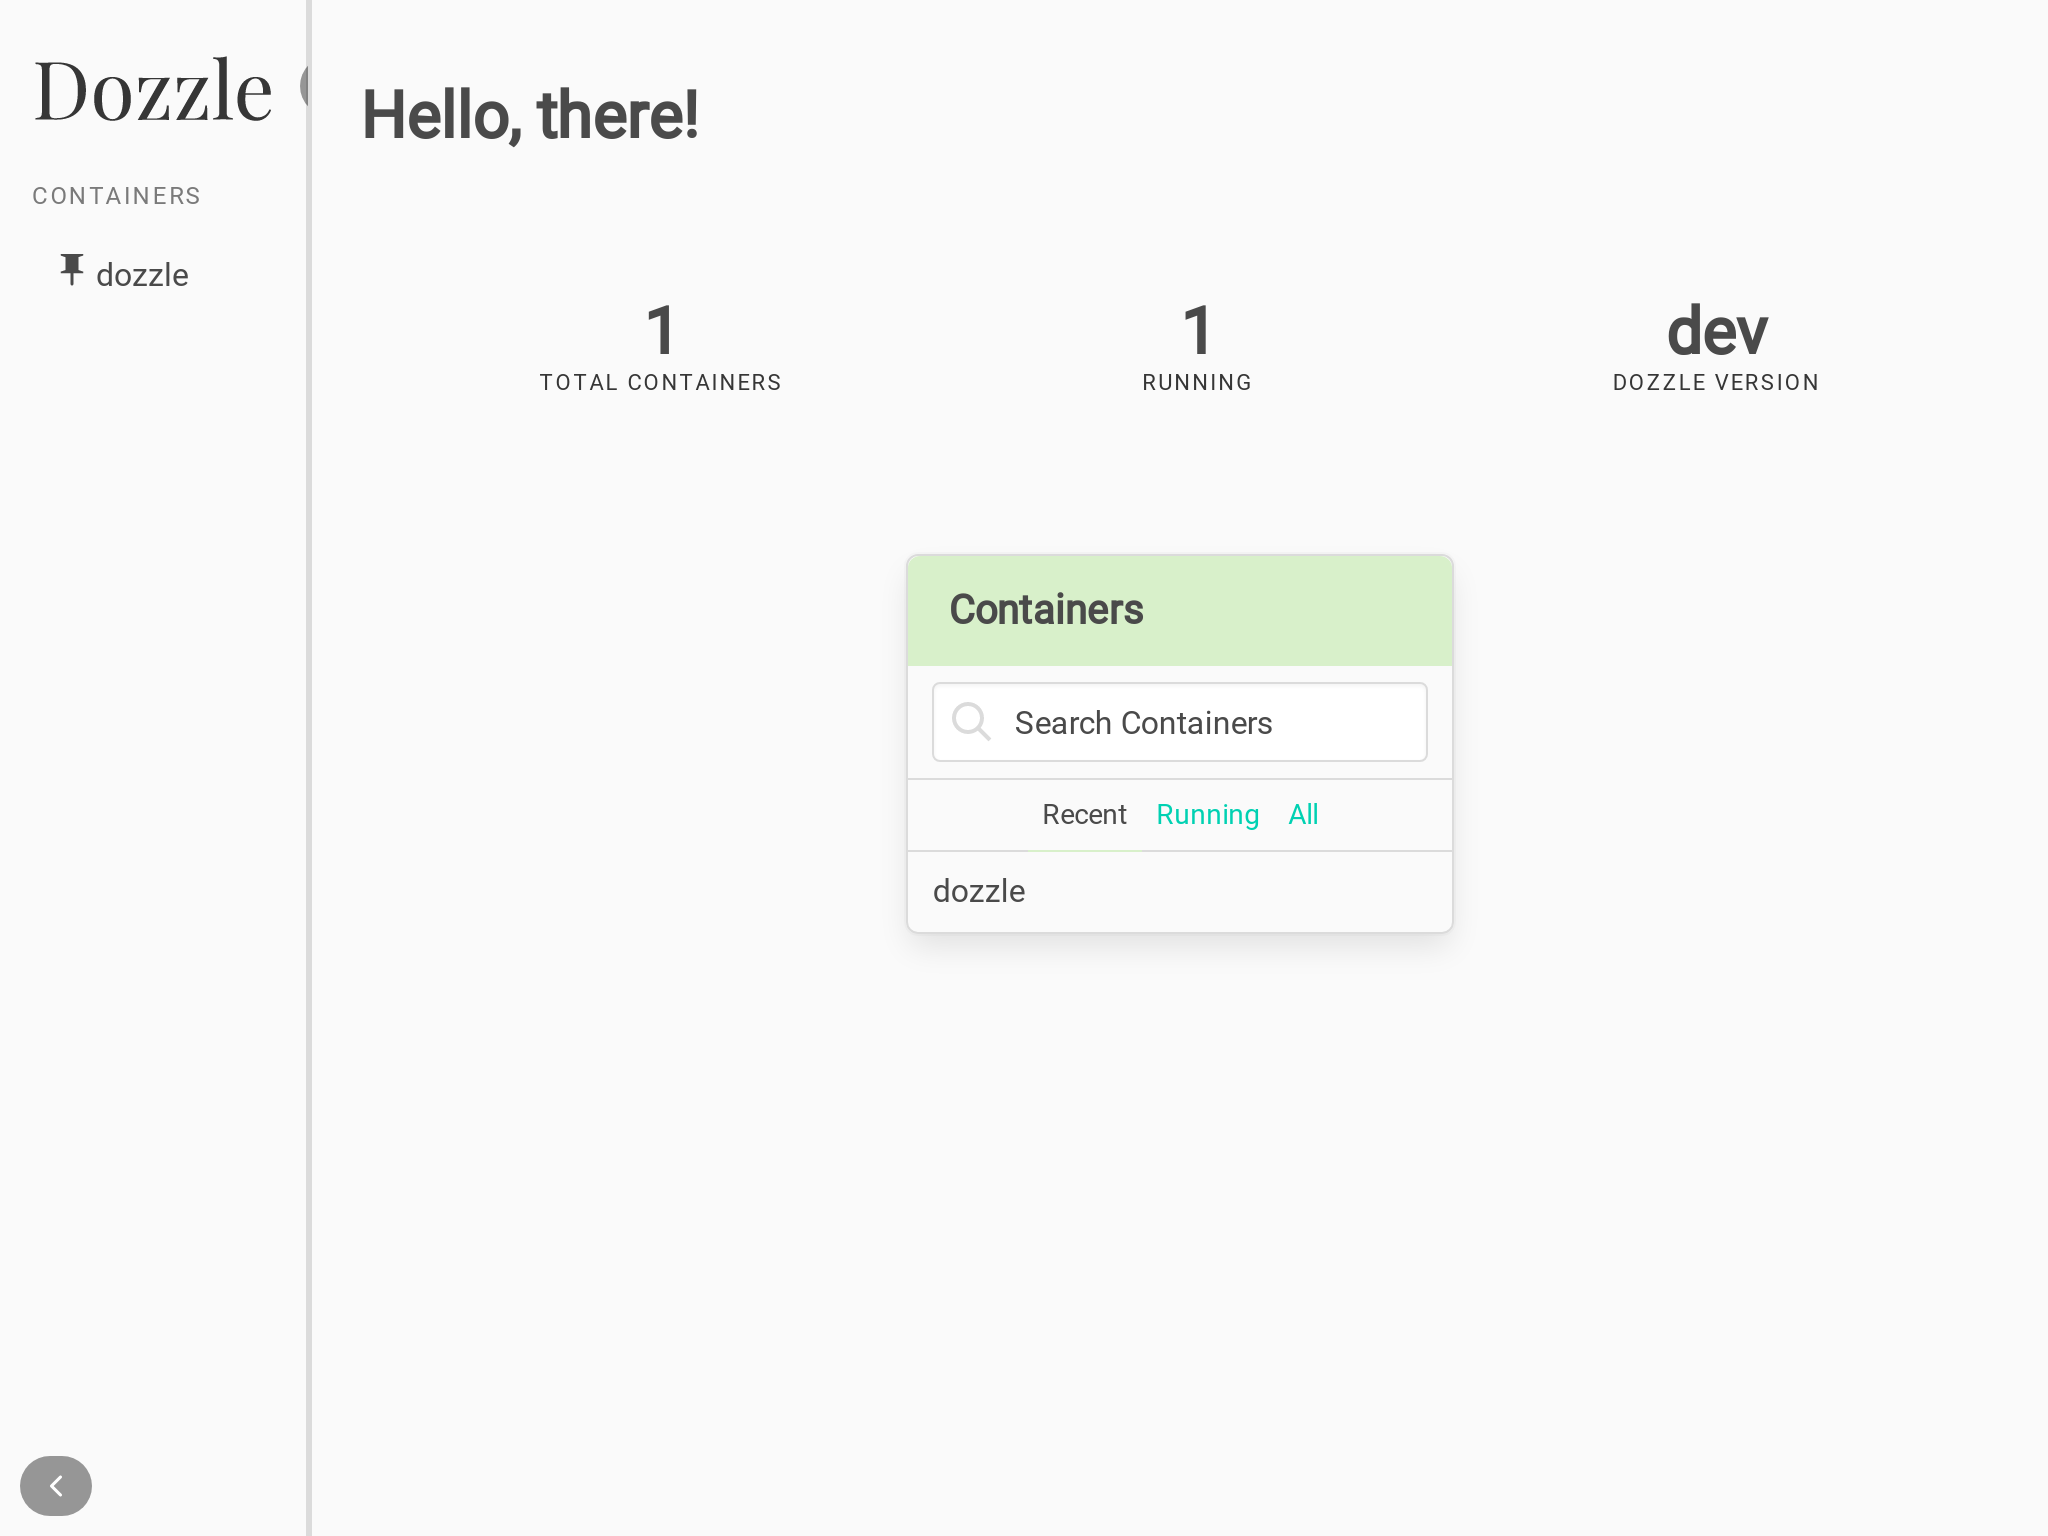 Dozzle
CONTAINERS
dozzle
Hello, there!
1
TOTAL CONTAINERS
1
RUNNING
dev
DOZZLE VERSION
Containers
Search Containers
Recent Running All
dozzle